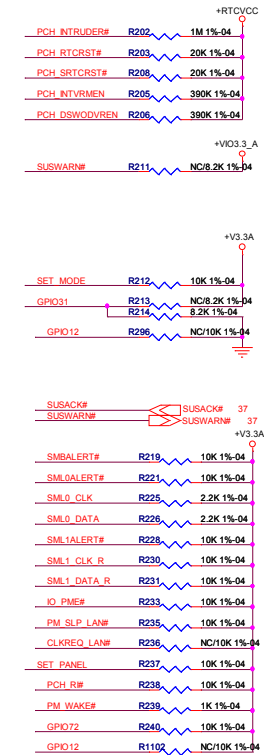 +RTCVCC
PCH_INTRUDER# R202 1M 1%-04
PCH_RTCRST# R203 20K 1%-04
PCH_SRTCRST# R208 20K 1%-04
PCH_INTVRMEN R205 390K 1%-04
PCH_DSWODVREN R206 390K 1%-04
+VIO3.3_A
SUSWARN# R211 NC/8.2K 1%-04
+V3.3A
SET_MODE R212 10K 1%-04
GPIO31 R213 NC/8.2K 1%-04
R214 8.2K 1%-04
GPIO12 R296 NC/10K 1%-04
SUSACK# SUSACK# 37
SUSWARN# SUSWARN# 37
+V3.3A
SMBALERT# R219 10K 1%-04
SML0ALERT# R221 10K 1%-04
SML0_CLK R225 2.2K 1%-04
SML0_DATA R226 2.2K 1%-04
SML1ALERT# R228 10K 1%-04
SML1_CLK_R R230 10K 1%-04
SML1_DATA_R R231 10K 1%-04
IO_PME# R233 10K 1%-04
PM_SLP_LAN# R235 10K 1%-04
CLKREQ_LAN# R236 NC/10K 1%-04
SET_PANEL R237 10K 1%-04
PCH_RI# R238 10K 1%-04
PM_WAKE# R239 1K 1%-04
GPIO72 R240 10K 1%-04
GPIO12 R1102 NC/10K 1%-04